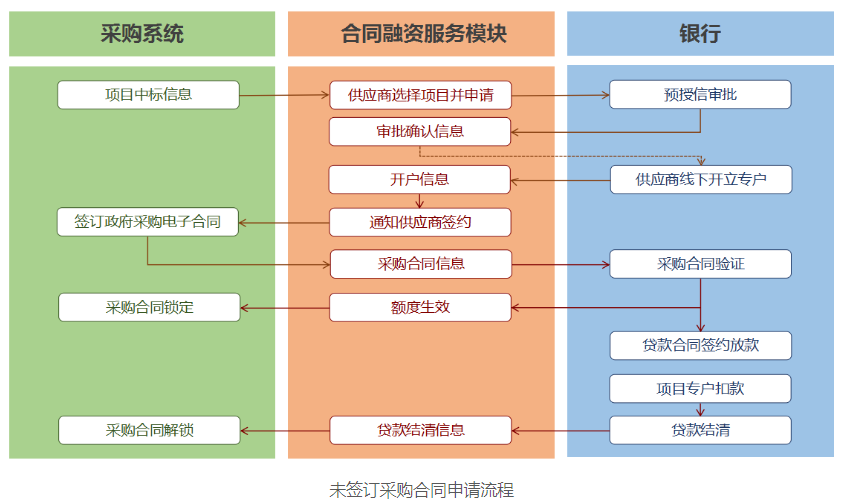 采购系统
合同融资服务模块
银行
项目中标信息
供应商选择项目并申请
预授信审批
审批确认信息
开户信息
供应商线下开立专户
签订政府采购电子合同
通知供应商签约
采购合同信息
采购合同验证
采购合同锁定
额度生效
贷款合同签约放款
项目专户扣款
采购合同解锁
贷款结清信息
贷款结清
未签订采购合同申请流程